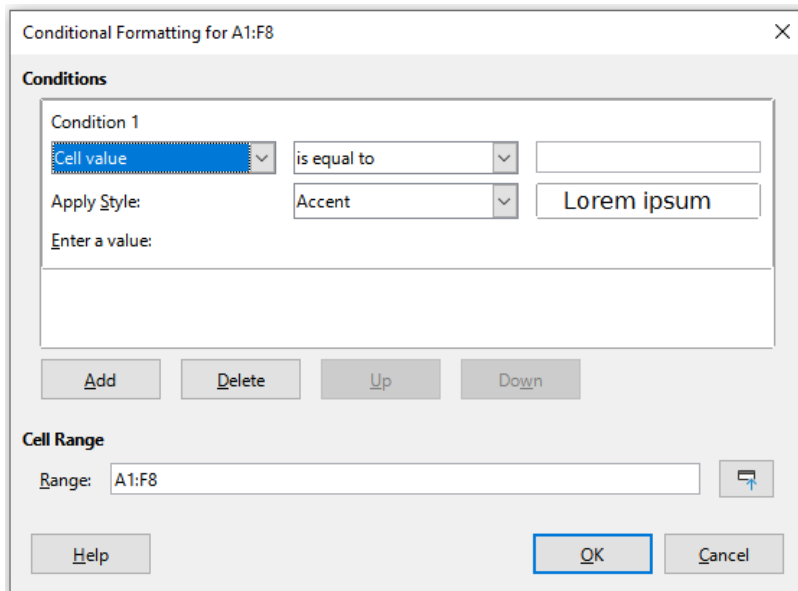 Conditional Formatting for A1:F8
Conditions
Condition 1
Cell value is equal to
Apply Style: Accent Lorem ipsum
Enter a value:
Add Delete Up Down
Cell Range
Range: A1:F8
Help OK Cancel